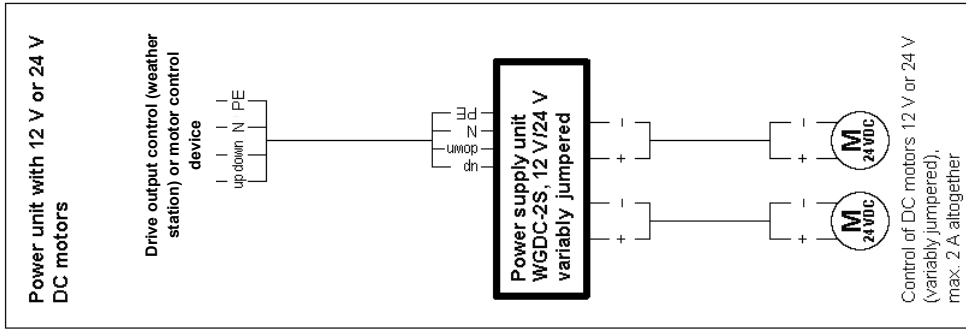 Power unit with 12 V or 24 V
DC motors
Drive output control (weather
station) or motor control
device
up down N PE
PE
N
down
up
Power supply unit
WGDC-2S, 12 V/24 V
variably jumpered
-
+
-
+
-
+
-
+
M
24 VDC
M
24 VDC
Control of DC motors 12 V or 24 V
(variably jumpered),
max. 2 A altogether